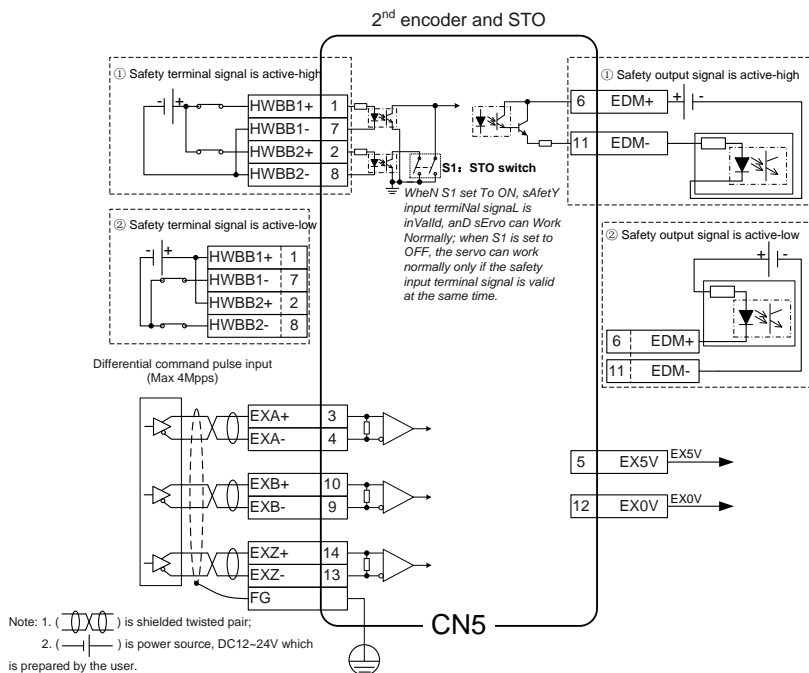 2nd encoder and STO
① Safety terminal signal is active-high
- +
HWBB1+ 1
HWBB1- 7
HWBB2+ 2
HWBB2- 8
S1: STO switch
WheN S1 set To ON, sAfetY
input termiNal signaL is
inValId, anD sErvo can Work
Normally; when S1 is set to
OFF, the servo can work
normally only if the safety
input terminal signal is valid
at the same time.
② Safety terminal signal is active-low
- +
HWBB1+ 1
HWBB1- 7
HWBB2+ 2
HWBB2- 8
① Safety output signal is active-high
6 EDM+
+ -
11 EDM-
② Safety output signal is active-low
+ -
6 EDM+
11 EDM-
Differential command pulse input
(Max 4Mpps)
EXA+ 3
EXA- 4
EXB+ 10
EXB- 9
EXZ+ 14
EXZ- 13
FG
5 EX5V EX5V
12 EX0V EX0V
CN5
Note: 1. ( ) is shielded twisted pair;
2. ( ) is power source, DC12~24V which
is prepared by the user.